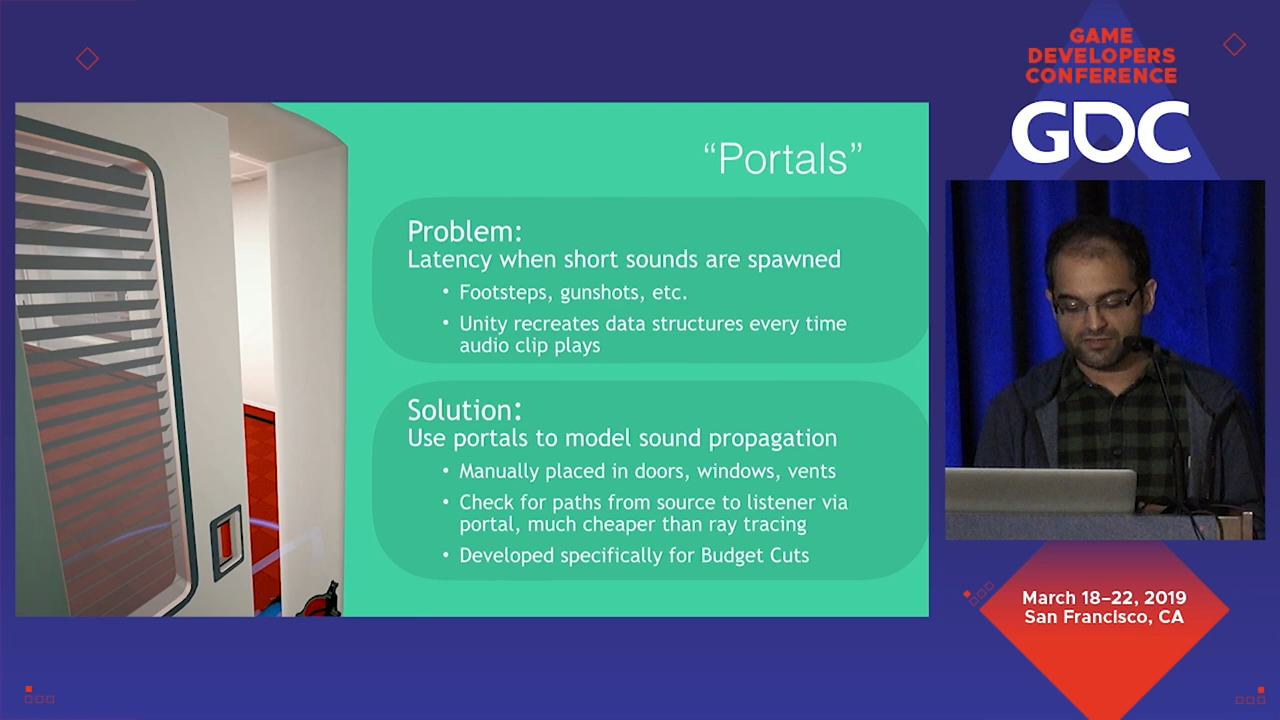 GAME
DEVELOPERS
CONFERENCE
GDC
“Portals”
Problem:
Latency when short sounds are spawned
• Footsteps, gunshots, etc.
• Unity recreates data structures every time
audio clip plays
Solution:
Use portals to model sound propagation
• Manually placed in doors, windows, vents
• Check for paths from source to listener via
portal, much cheaper than ray tracing
• Developed specifically for Budget Cuts
March 18–22, 2019
San Francisco, CA